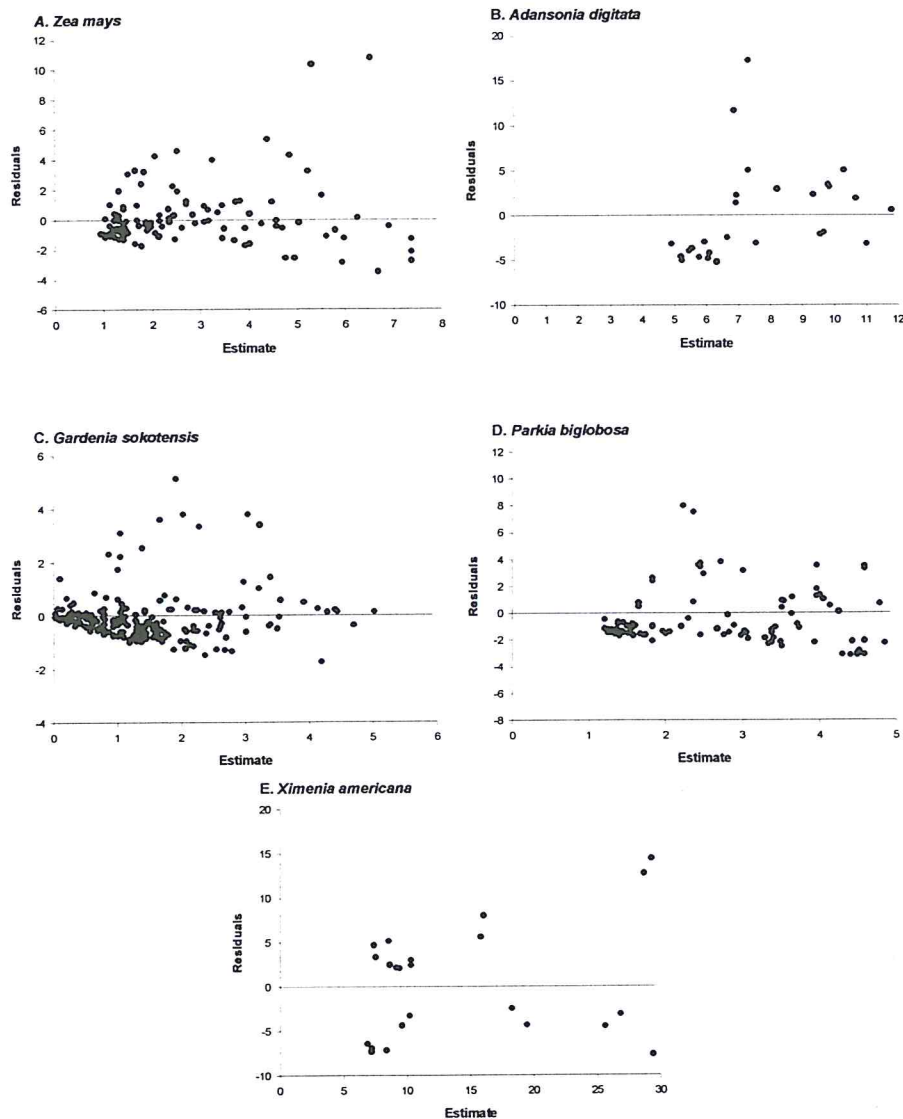 A. Zea mays
12
10
8
6
4
2
0
-2
-4
-6
Residuals
0 1 2 3 4 5 6 7 8
Estimate
B. Adansonia digitata
20
15
10
5
0
-5
-10
Residuals
0 1 2 3 4 5 6 7 8 9 10 11 12
Estimate
C. Gardenia sokotensis
6
4
2
0
-2
-4
Residuals
0 1 2 3 4 5 6
Estimate
D. Parkia biglobosa
12
10
8
6
4
2
0
-2
-4
-6
-8
Residuals
0 1 2 3 4 5
Estimate
E. Ximenia americana
20
15
10
5
0
-5
-10
Residuals
0 5 10 15 20 25 30
Estimate